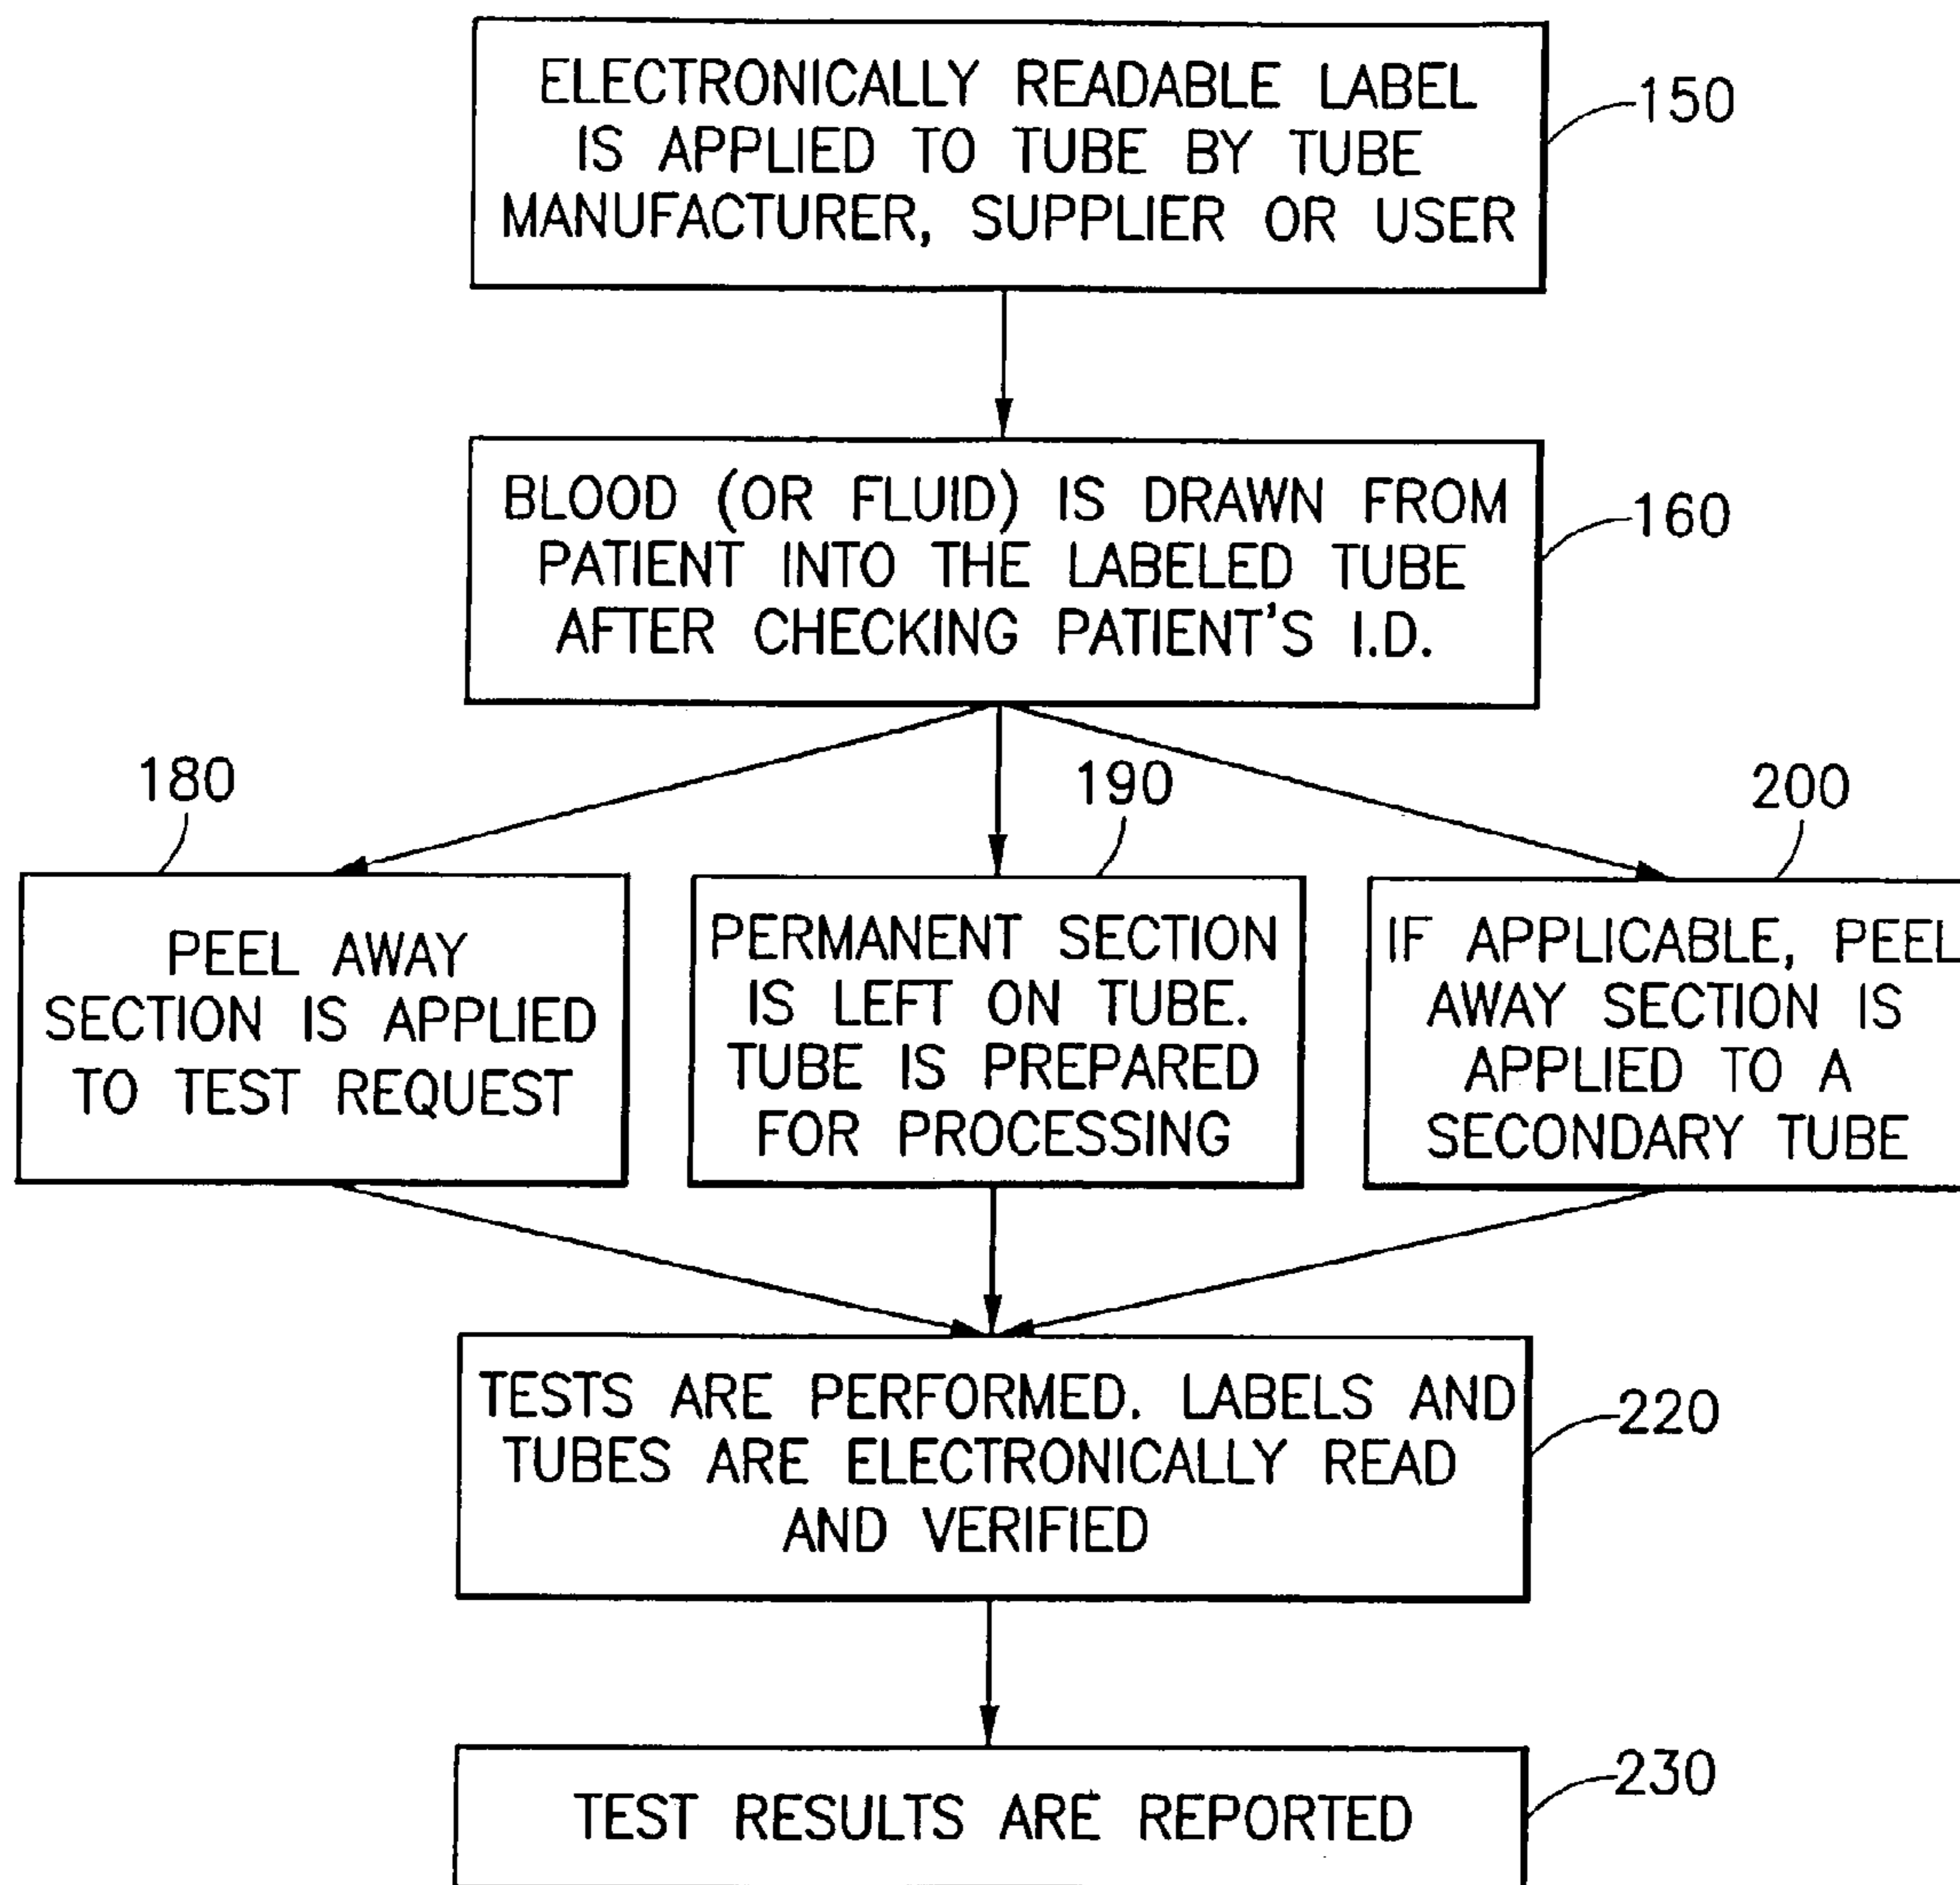 ELECTRONICALLY READABLE LABEL
IS APPLIED TO TUBE BY TUBE
MANUFACTURER, SUPPLIER OR USER
150
BLOOD (OR FLUID) IS DRAWN FROM
PATIENT INTO THE LABELED TUBE
AFTER CHECKING PATIENT'S I.D.
160
180
PEEL AWAY
SECTION IS APPLIED
TO TEST REQUEST
190
PERMANENT SECTION
IS LEFT ON TUBE.
TUBE IS PREPARED
FOR PROCESSING
200
IF APPLICABLE, PEEL
AWAY SECTION IS
APPLIED TO A
SECONDARY TUBE
TESTS ARE PERFORMED. LABELS AND
TUBES ARE ELECTRONICALLY READ
AND VERIFIED
220
TEST RESULTS ARE REPORTED
230